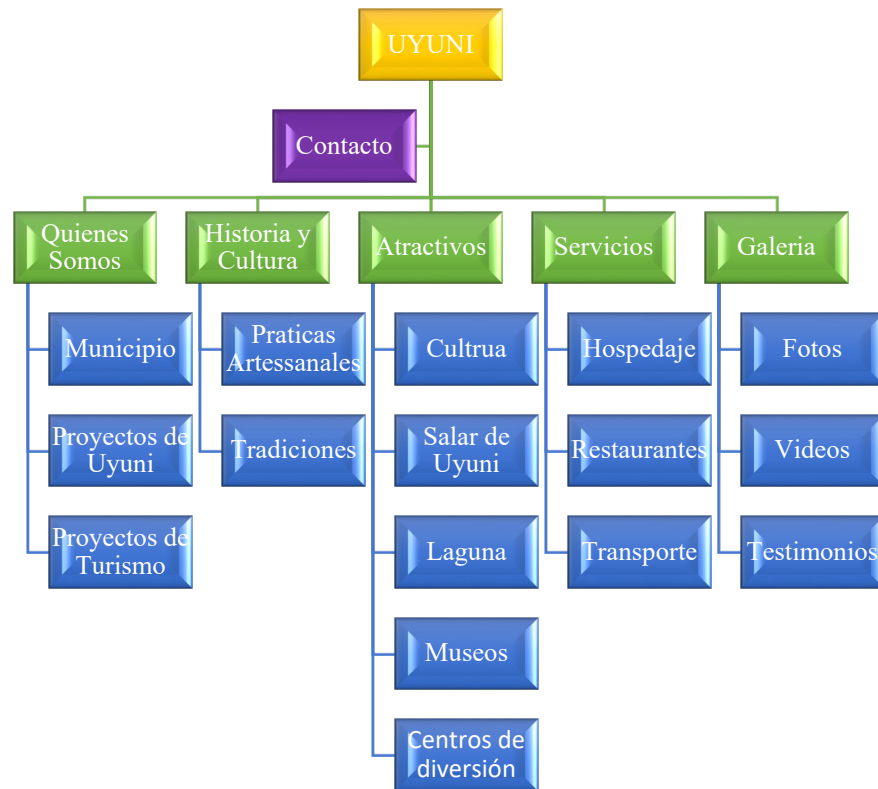 UYUNI
Contacto
Quienes
Somos
Historia y
Cultura
Atractivos
Servicios
Galeria
Municipio
Proyectos de
Uyuni
Proyectos de
Turismo
Praticas
Artessanales
Tradiciones
Cultrua
Salar de
Uyuni
Laguna
Museos
Centros de
diversión
Hospedaje
Restaurantes
Transporte
Fotos
Videos
Testimonios